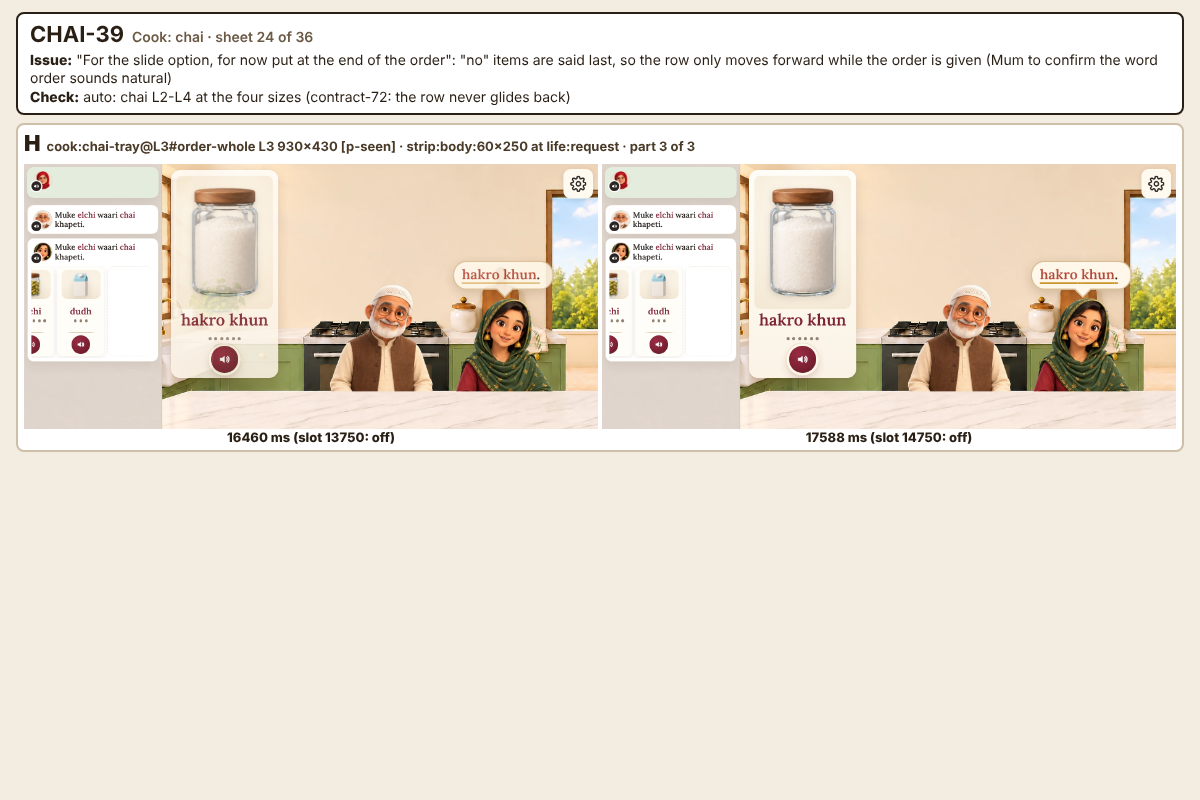 CHAI-39 Cook: chai · sheet 24 of 36
Issue: "For the slide option, for now put at the end of the order": "no" items are said last, so the row only moves forward while the order is given (Mum to confirm the word
order sounds natural)
Check: auto: chai L2-L4 at the four sizes (contract-72: the row never glides back)
H cook:chai-tray@L3#order-whole L3 930×430 [p-seen] · strip:body:60×250 at life:request · part 3 of 3
Muke elchi waari chai
khapeti.
Muke elchi waari chai
khapeti.
hi
dudh
hakro khun
hakro khun.
16460 ms (slot 13750: off)
Muke elchi waari chai
khapeti.
Muke elchi waari chai
khapeti.
hi
dudh
hakro khun
hakro khun.
17588 ms (slot 14750: off)